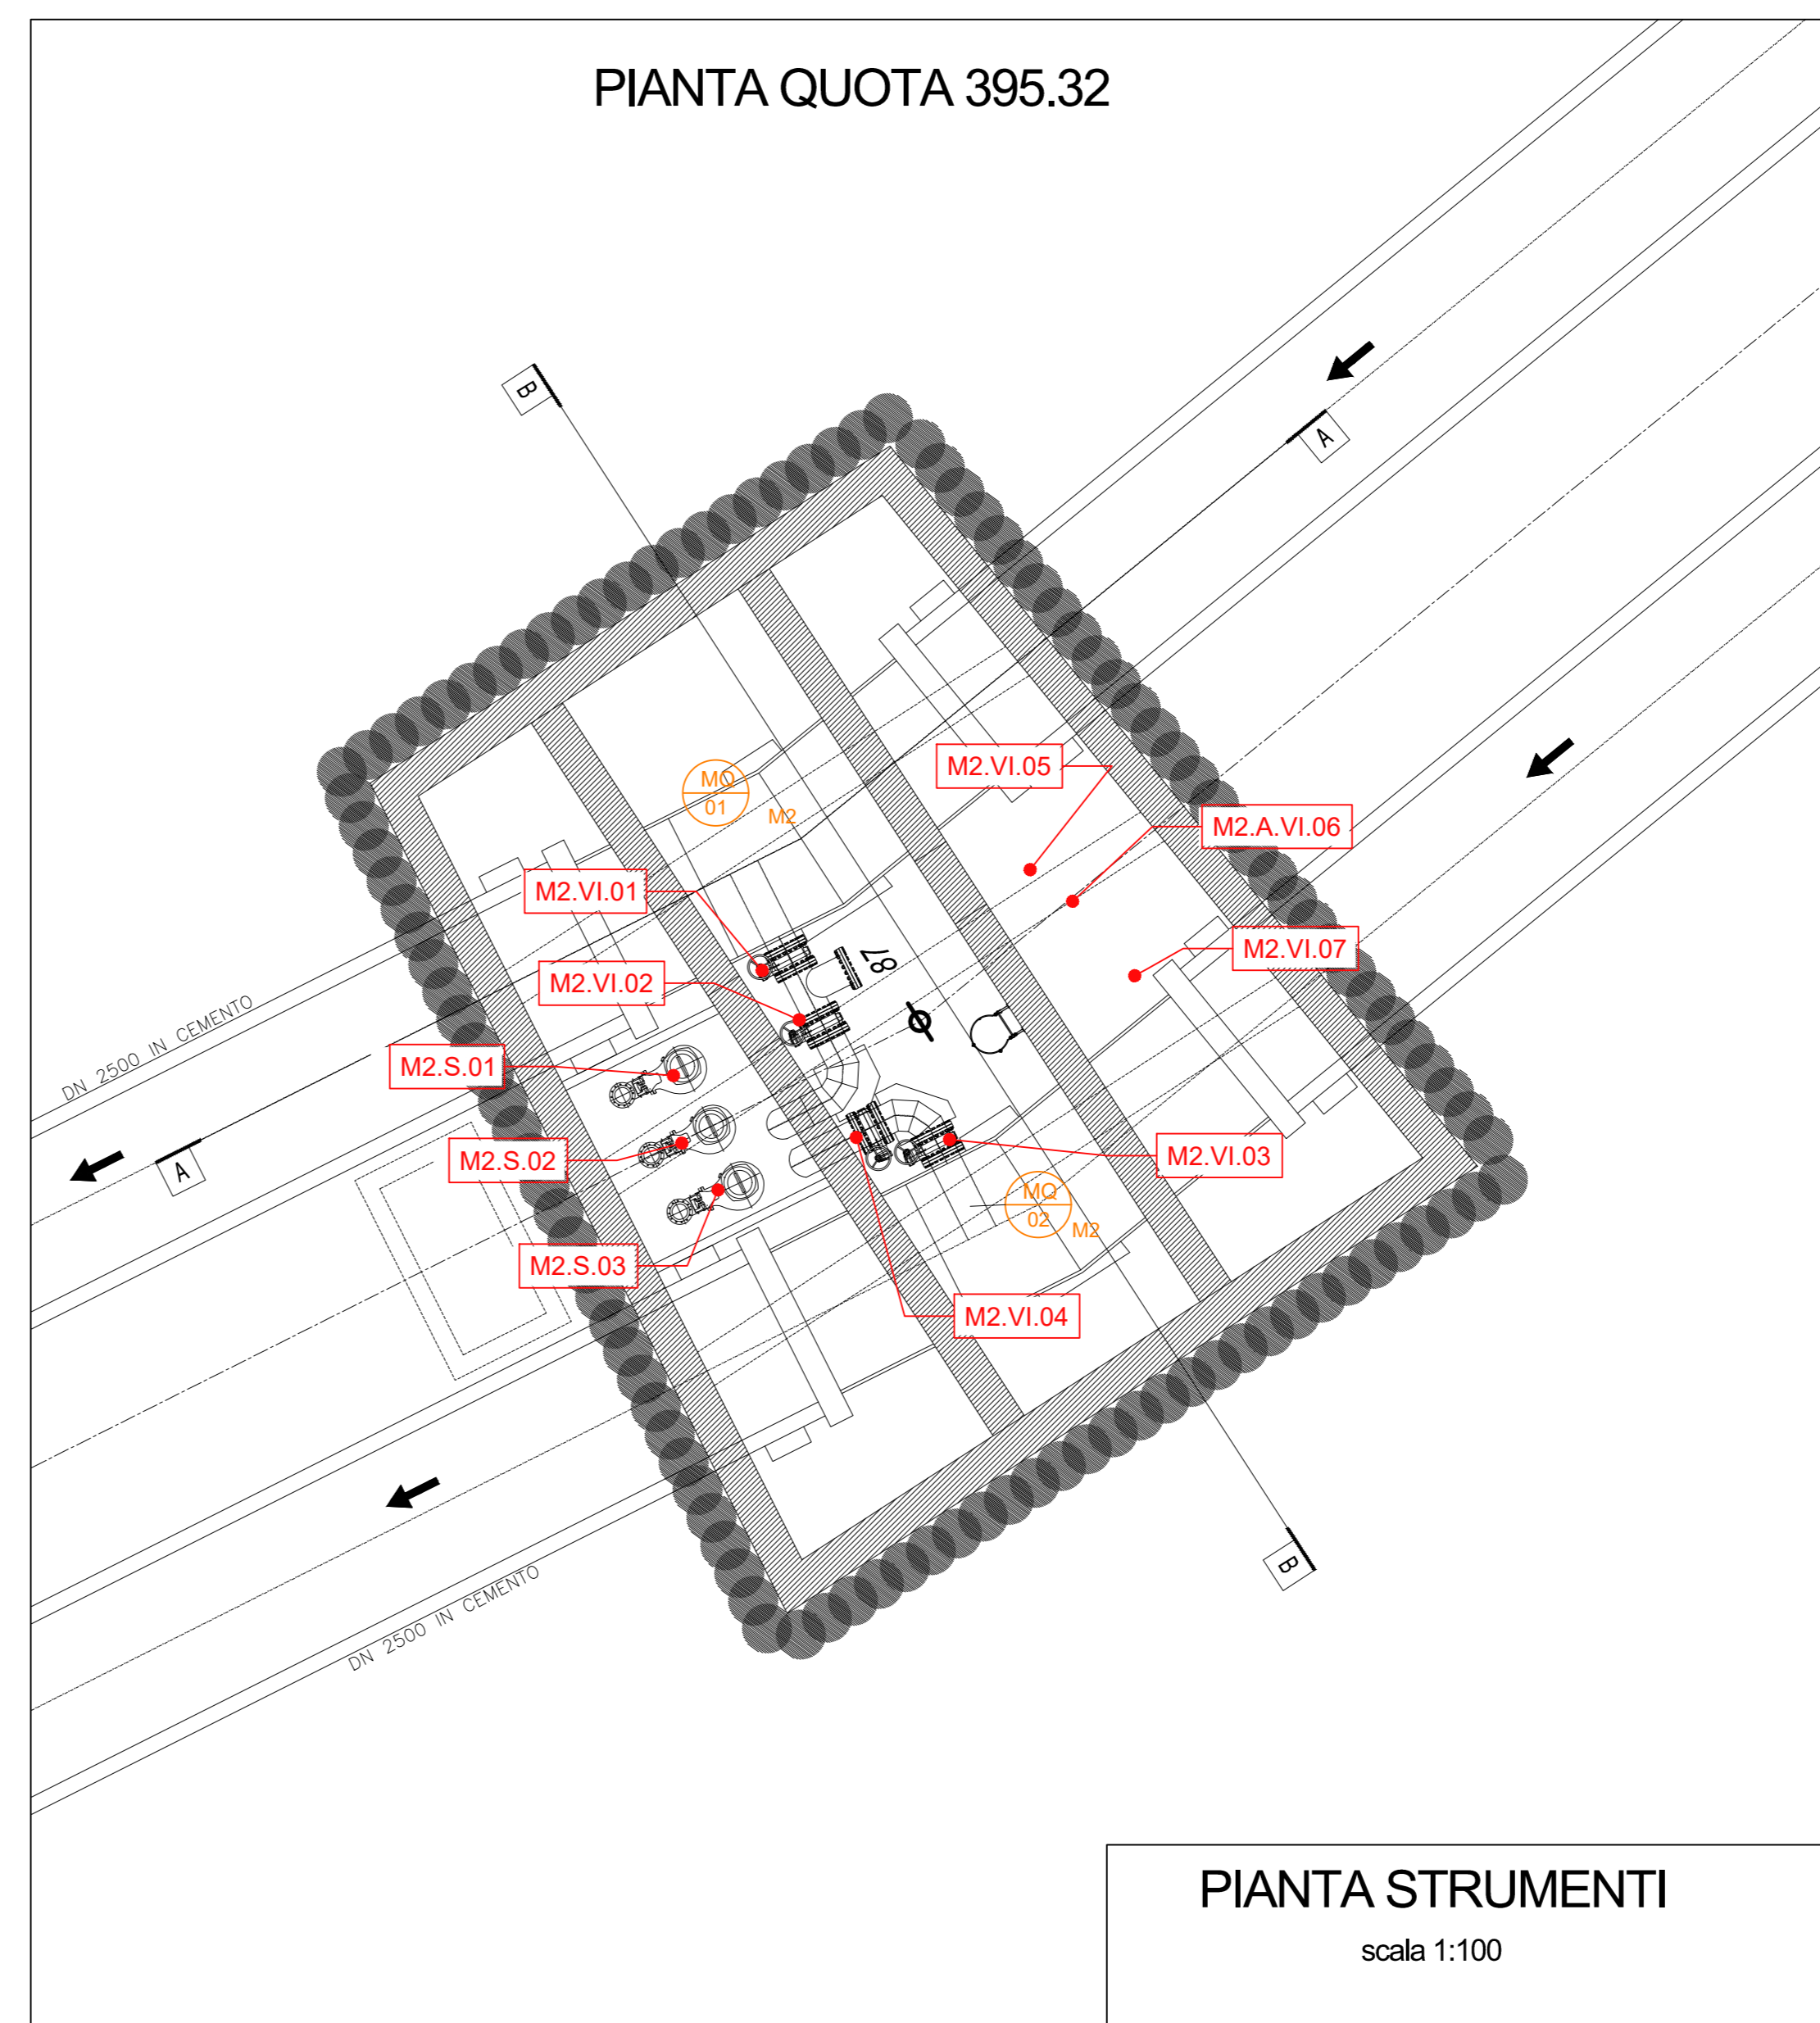 PIANTA QUOTA 395.32
B
A
M2.VI.05
MQ
01
M2
M2.A.VI.06
M2.VI.01
M2.VI.07
87
M2.VI.02
DN 2500 IN CEMENTO
M2.S.01
M2.S.02
M2.VI.03
A
MQ
02
M2
M2.S.03
M2.VI.04
B
DN 2500 IN CEMENTO
PIANTA STRUMENTI
scala 1:100